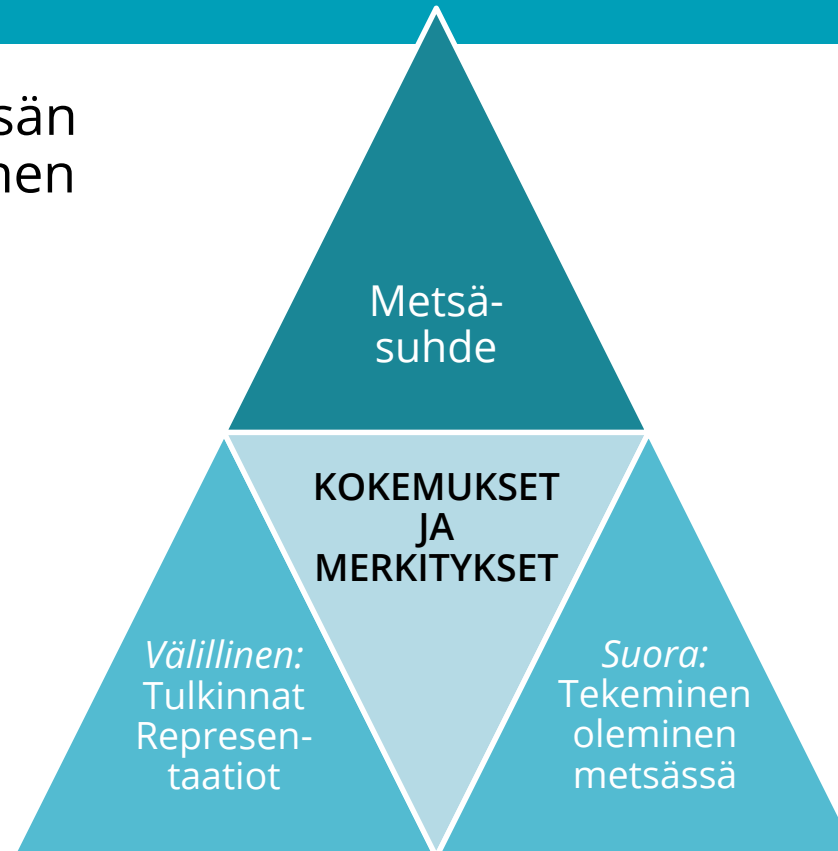 sän
nen
Metsä-
suhde
KOKEMUKSET
JA
MERKITYKSET
Välillinen:
Tulkinnat
Represen-
taatiot
Suora:
Tekeminen
oleminen
metsässä